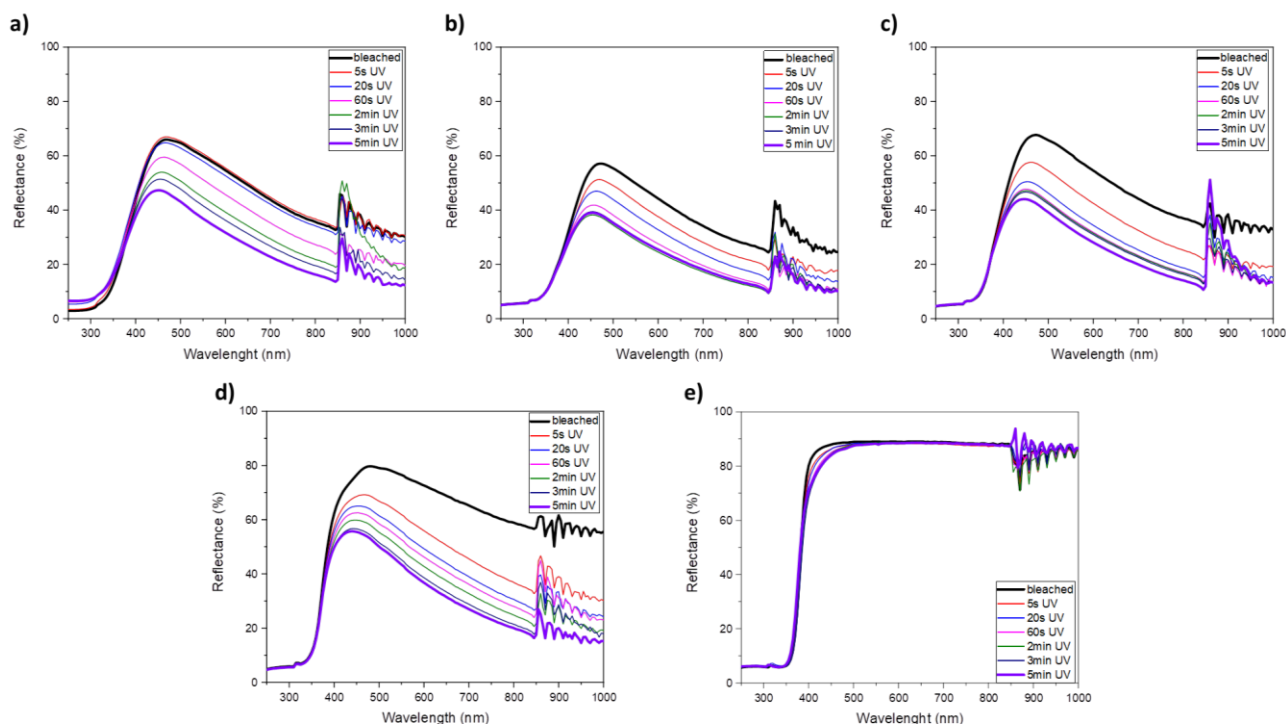 a)
100
80
60
40
20
0
Reflectance (%)
300 400 500 600 700 800 900 1000
Wavelenght (nm)
bleached
5s UV
20s UV
60s UV
2min UV
3min UV
5min UV
b)
100
80
60
40
20
0
Reflectance (%)
300 400 500 600 700 800 900 1000
Wavelength (nm)
bleached
5s UV
20s UV
60s UV
2min UV
3min UV
5 min UV
c)
100
80
60
40
20
0
Reflectance (%)
300 400 500 600 700 800 900 1000
Wavelength (nm)
bleached
5s UV
20s UV
60s UV
2min UV
3min UV
5min UV
d)
100
80
60
40
20
0
Reflectance (%)
300 400 500 600 700 800 900 1000
Wavelength (nm)
bleached
5s UV
20s UV
60s UV
2min UV
3min UV
5min UV
e)
100
80
60
40
20
0
Reflectance (%)
300 400 500 600 700 800 900 1000
Wavelenght (nm)
bleached
5s UV
20s UV
60s UV
2min UV
3min UV
5min UV